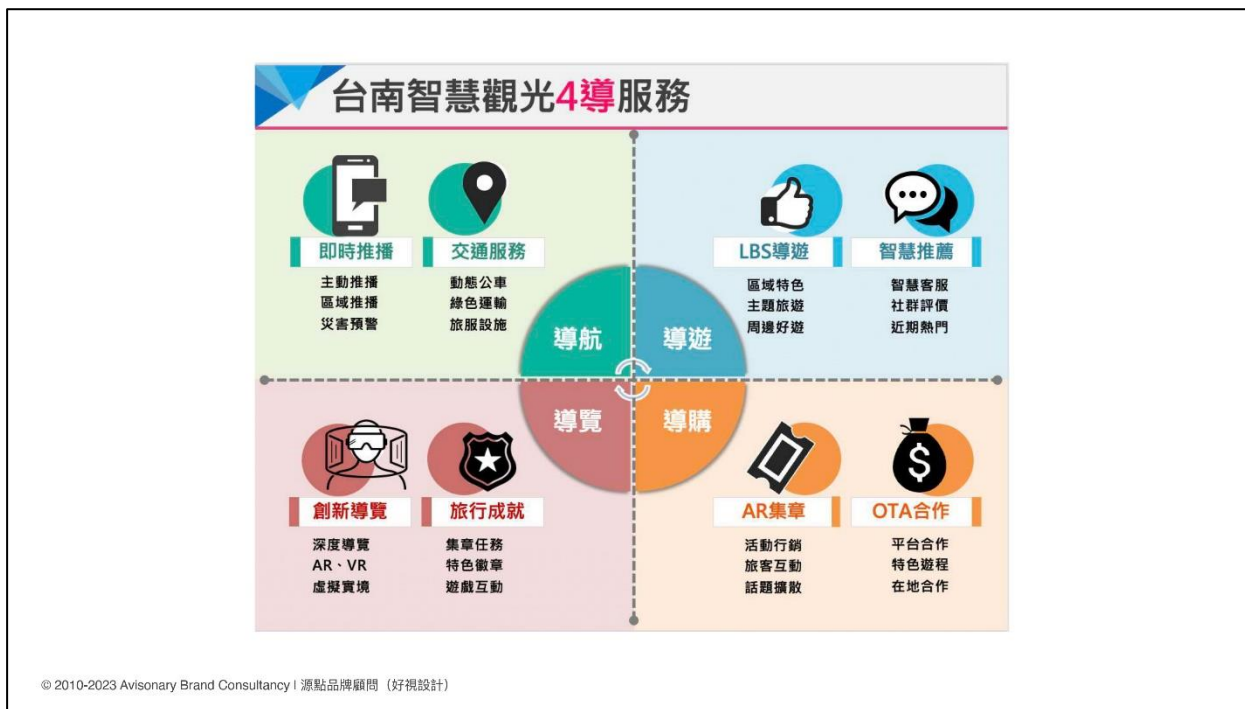 台南智慧觀光4導服務
即時推播
主動推播
區域推播
災害預警
交通服務
動態公車
綠色運輸
旅服設施
導航
導遊
LBS導遊
區域特色
主題旅遊
周邊好遊
智慧推薦
智慧客服
社群評價
近期熱門
創新導覽
深度導覽
AR、VR
虛擬實境
旅行成就
集章任務
特色徽章
遊戲互動
導覽
導購
AR集章
活動行銷
旅客互動
話題擴散
OTA合作
平台合作
特色遊程
在地合作
© 2010-2023 Avisonary Brand Consultancy | 源點品牌顧問（好視設計）